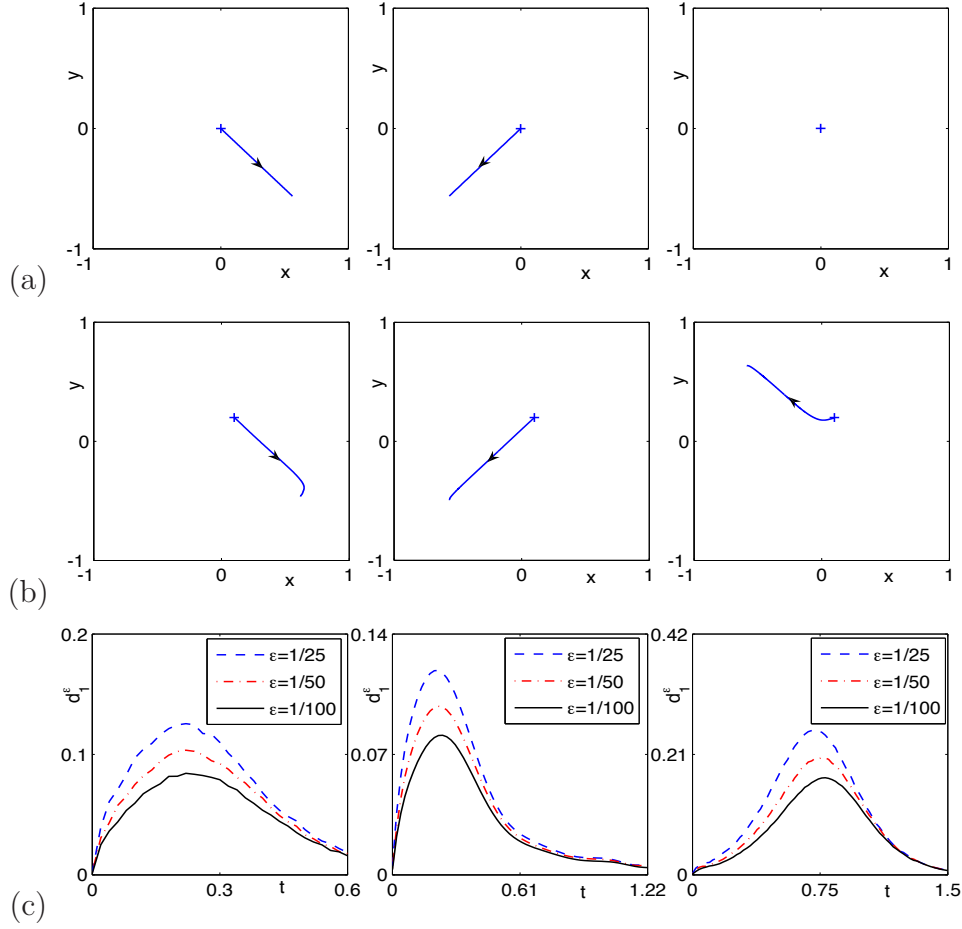 1 1 1
y y y
0 0 0
-1 -1 -1
-1 0 x 1 -1 0 x 1 -1 0 x 1
(a)
1 1 1
y y y
0 0 0
-1 -1 -1
-1 0 x 1 -1 0 x 1 -1 0 x 1
(b)
0.2 0.14 0.42
ε=1/25 ε=1/25 ε=1/25
d₁^ε d₁^ε d₁^ε
ε=1/50 ε=1/50 ε=1/50
ε=1/100 ε=1/100 ε=1/100
0.1 0.07 0.21
0 0 0
0 0.3 t 0.6 0 0.61 t 1.22 0 0.75 t 1.5
(c)